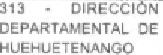 313 - DIRECCIÓN
DEPARTAMENTAL DE
HUEHUETENANGO